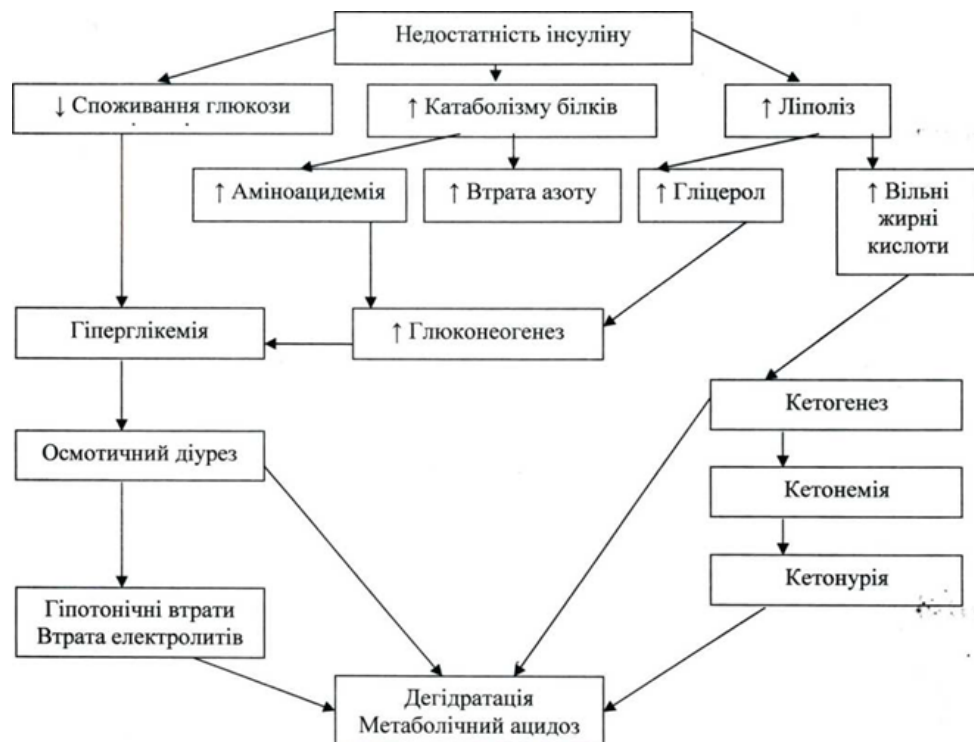 Недостатність інсуліну
↓ Споживання глюкози
↑ Катаболізму білків
↑ Ліполіз
↑ Аміноацидемія
↑ Втрата азоту
↑ Гліцерол
↑ Вільні
жирні
кислоти
Гіперглікемія
↑ Глюконеогенез
Кетогенез
Осмотичний діурез
Кетонемія
Кетонурія
Гіпотонічні втрати
Втрата електролитів
Дегідратація
Метаболічний ацидоз